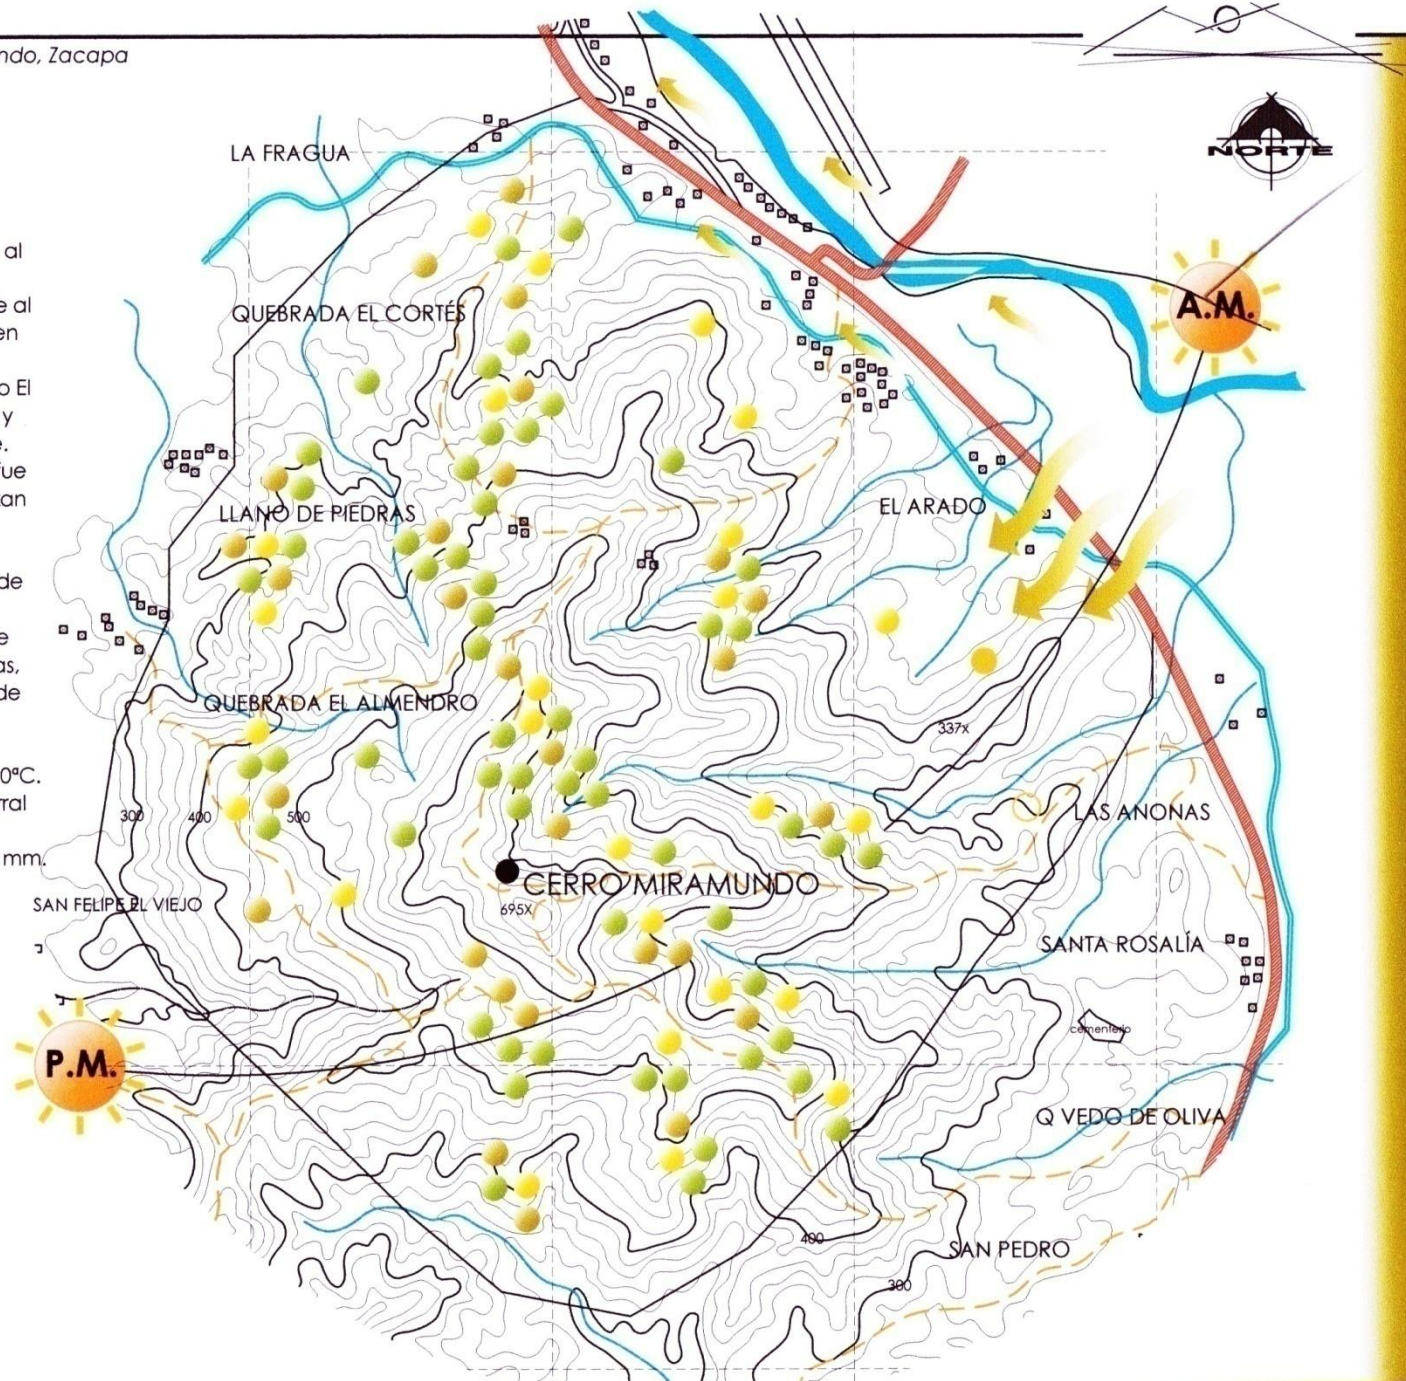 ndo, Zacapa
NORTE
LA FRAGUA
al
e al
en
A.M.
QUEBRADA EL CORTÉS
o El
y
e.
fue
tan
LLANO DE PIEDRAS
EL ARADO
de
e
as,
de
QUEBRADA EL ALMENDRO
337x
0ºC.
rral
300
400
500
LAS ANONAS
mm.
CERRO MIRAMUNDO
695X
SAN FELIPE EL VIEJO
SANTA ROSALÍA
cementerio
P.M.
Q VEDO DE OLIVA
400
SAN PEDRO
300